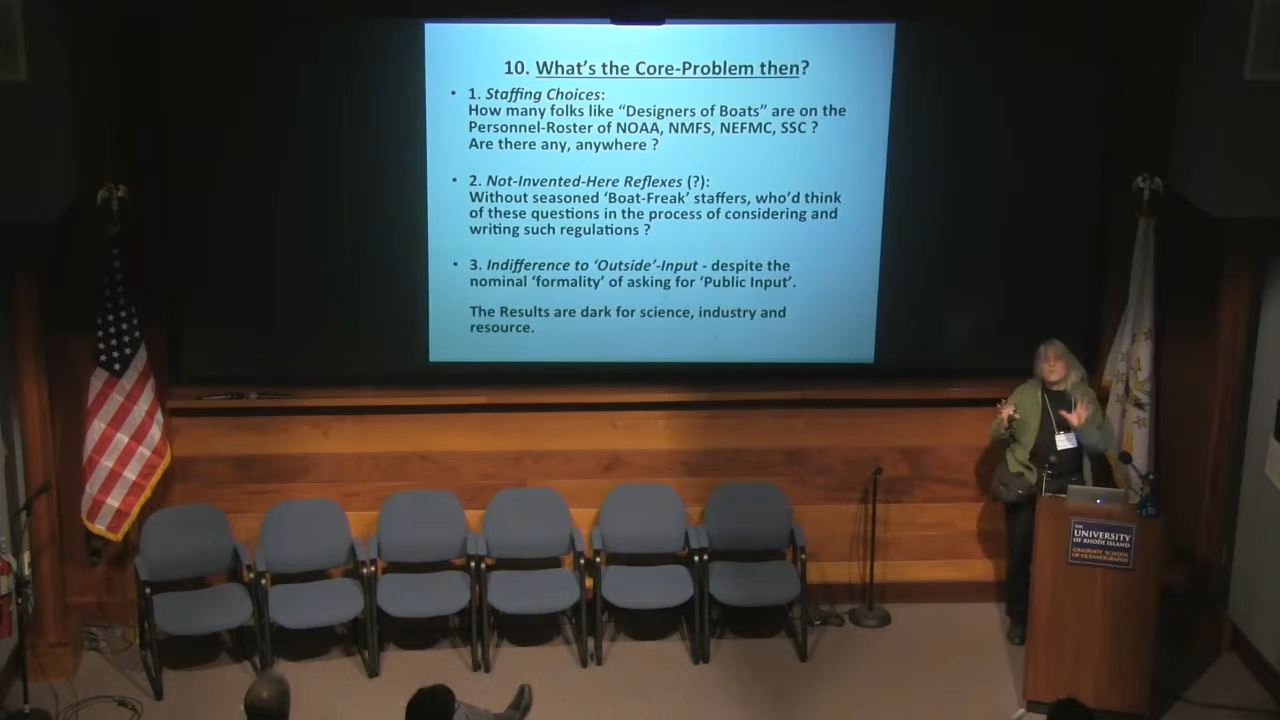 10. What's the Core-Problem then?
• 1. Staffing Choices:
How many folks like “Designers of Boats” are on the
Personnel-Roster of NOAA, NMFS, NEFMC, SSC ?
Are there any, anywhere ?
• 2. Not-Invented-Here Reflexes (?):
Without seasoned ‘Boat-Freak’ staffers, who’d think
of these questions in the process of considering and
writing such regulations ?
• 3. Indifference to ‘Outside’-Input - despite the
nominal ‘formality’ of asking for ‘Public Input’.
The Results are dark for science, industry and
resource.
THE
UNIVERSITY
OF RHODE ISLAND
GRADUATE SCHOOL
OF OCEANOGRAPHY